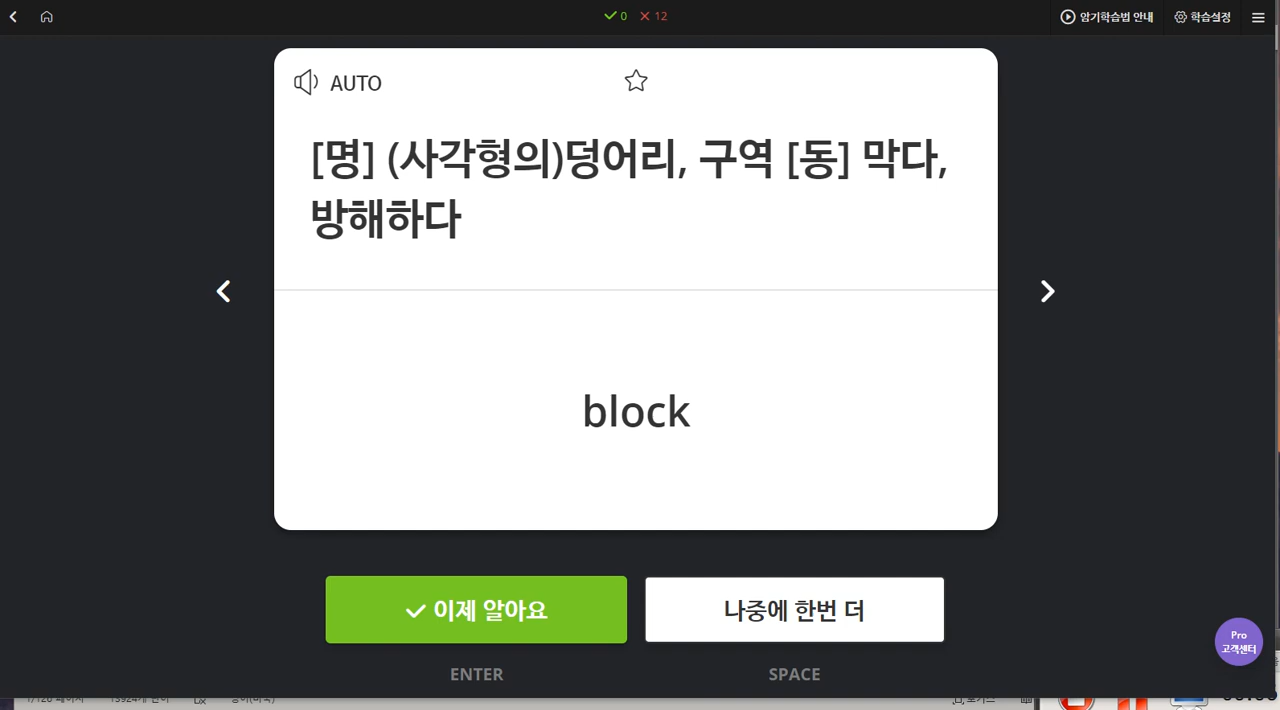 0 12
암기학습법 안내 학습설정
AUTO
[명] (사각형의)덩어리, 구역 [동] 막다,
방해하다
block
이제 알아요 나중에 한번 더
ENTER SPACE
Pro
고객센터